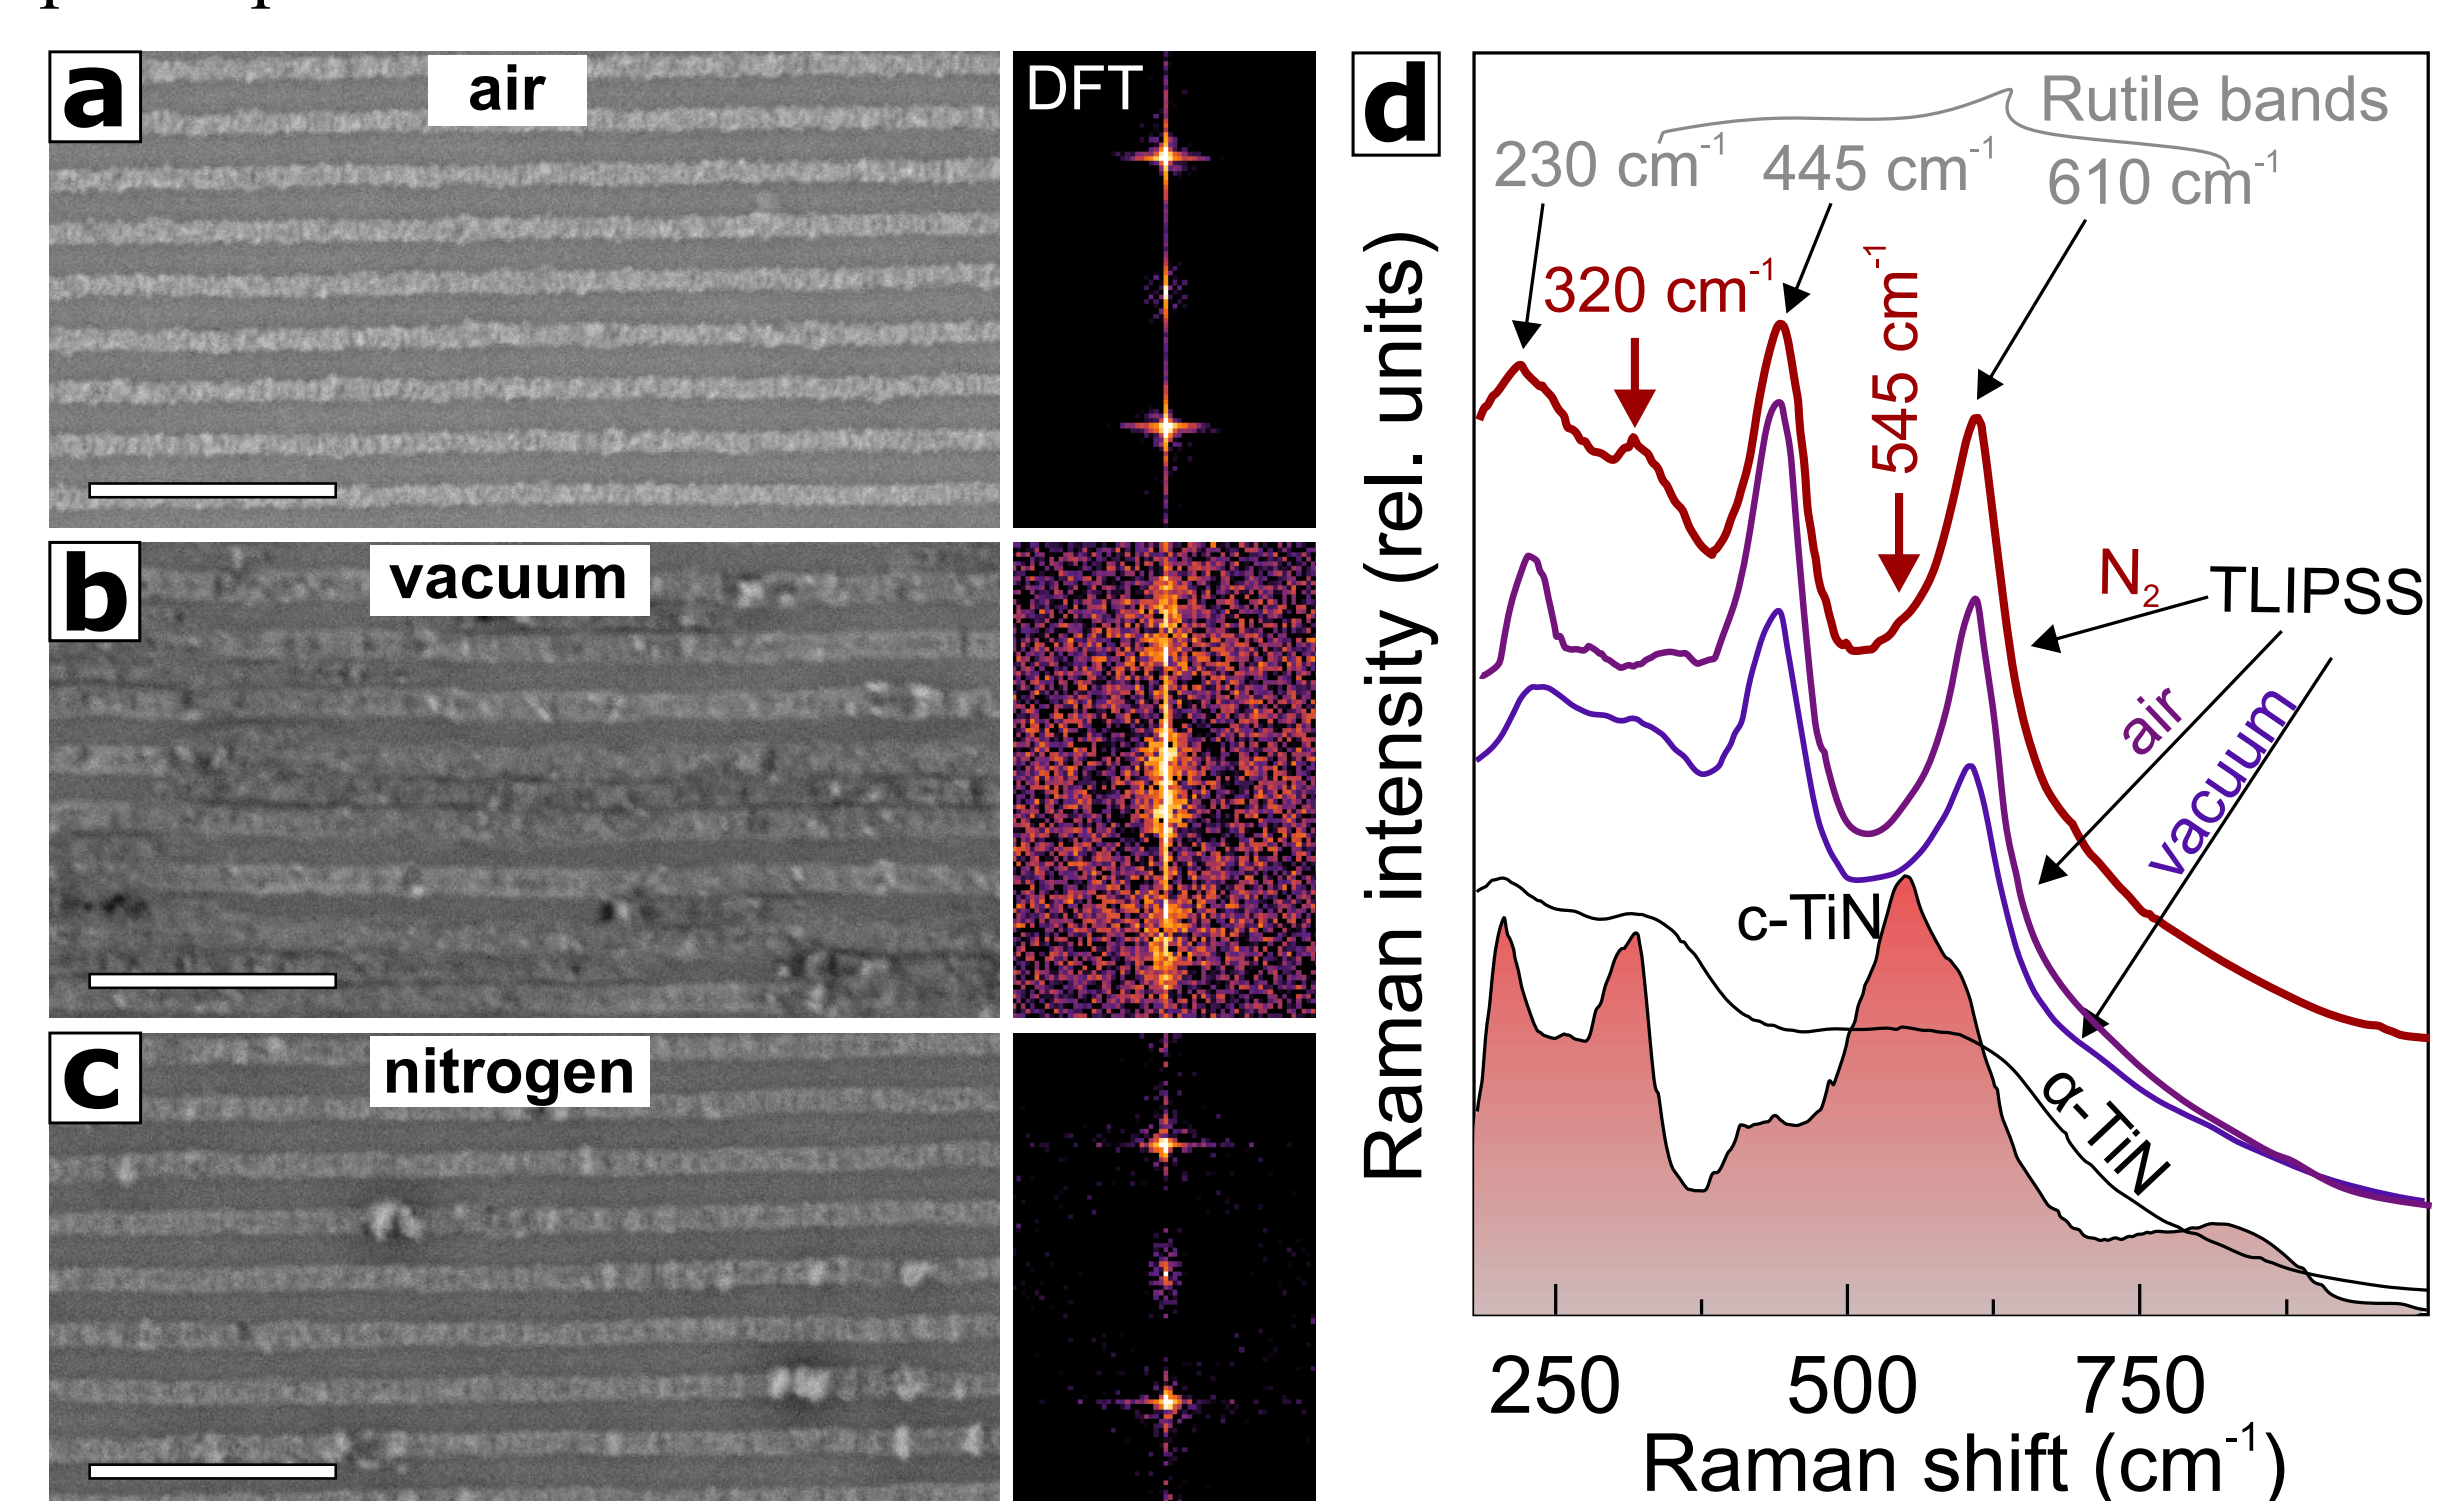 a
air
DFT
b
vacuum
c
nitrogen
d
Rutile bands
230 cm-1
445 cm-1
610 cm-1
320 cm-1
545 cm-1
N2
TLIPSS
air
vacuum
c-TiN
α-TiN
Raman intensity (rel. units)
250
500
750
Raman shift (cm-1)